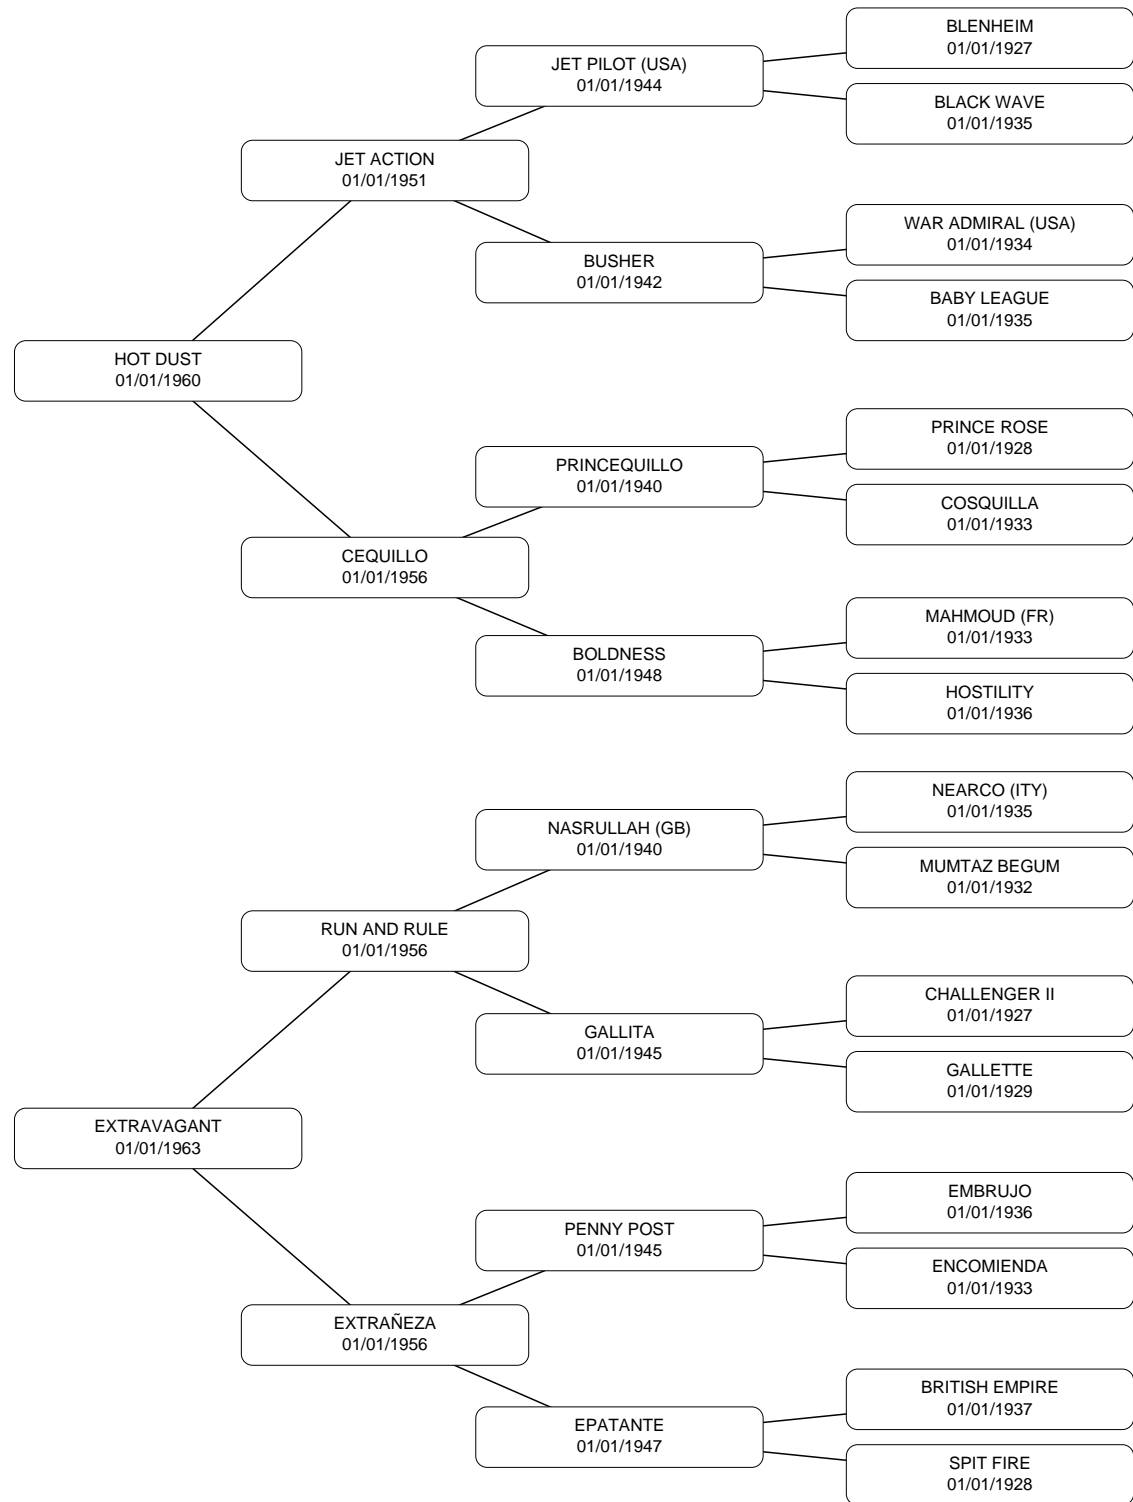 BLENHEIM
01/01/1927
JET PILOT (USA)
01/01/1944
BLACK WAVE
01/01/1935
JET ACTION
01/01/1951
WAR ADMIRAL (USA)
01/01/1934
BUSHER
01/01/1942
BABY LEAGUE
01/01/1935
HOT DUST
01/01/1960
PRINCE ROSE
01/01/1928
PRINCEQUILLO
01/01/1940
COSQUILLA
01/01/1933
CEQUILLO
01/01/1956
MAHMOUD (FR)
01/01/1933
BOLDNESS
01/01/1948
HOSTILITY
01/01/1936
NEARCO (ITY)
01/01/1935
NASRULLAH (GB)
01/01/1940
MUMTAZ BEGUM
01/01/1932
RUN AND RULE
01/01/1956
CHALLENGER II
01/01/1927
GALLITA
01/01/1945
GALLETTE
01/01/1929
EXTRAVAGANT
01/01/1963
EMBRUJO
01/01/1936
PENNY POST
01/01/1945
ENCOMIENDA
01/01/1933
EXTRAÑEZA
01/01/1956
BRITISH EMPIRE
01/01/1937
EPATANTE
01/01/1947
SPIT FIRE
01/01/1928